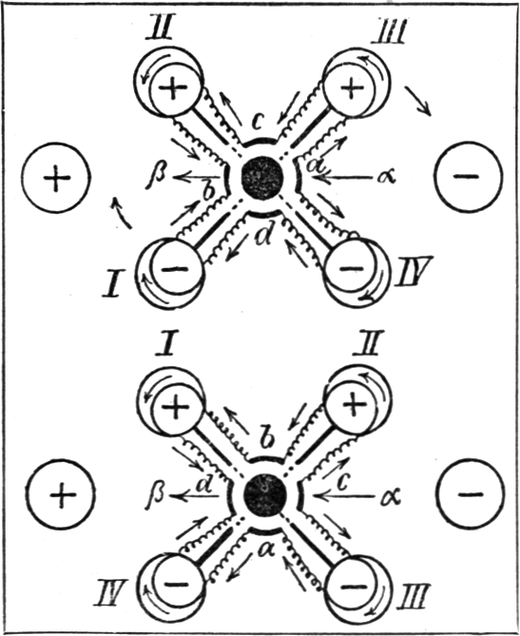 II III
+ +
c
+ β b a α −
d
− −
I IV
I II
+ +
b
+ β d c α −
a
− −
IV III